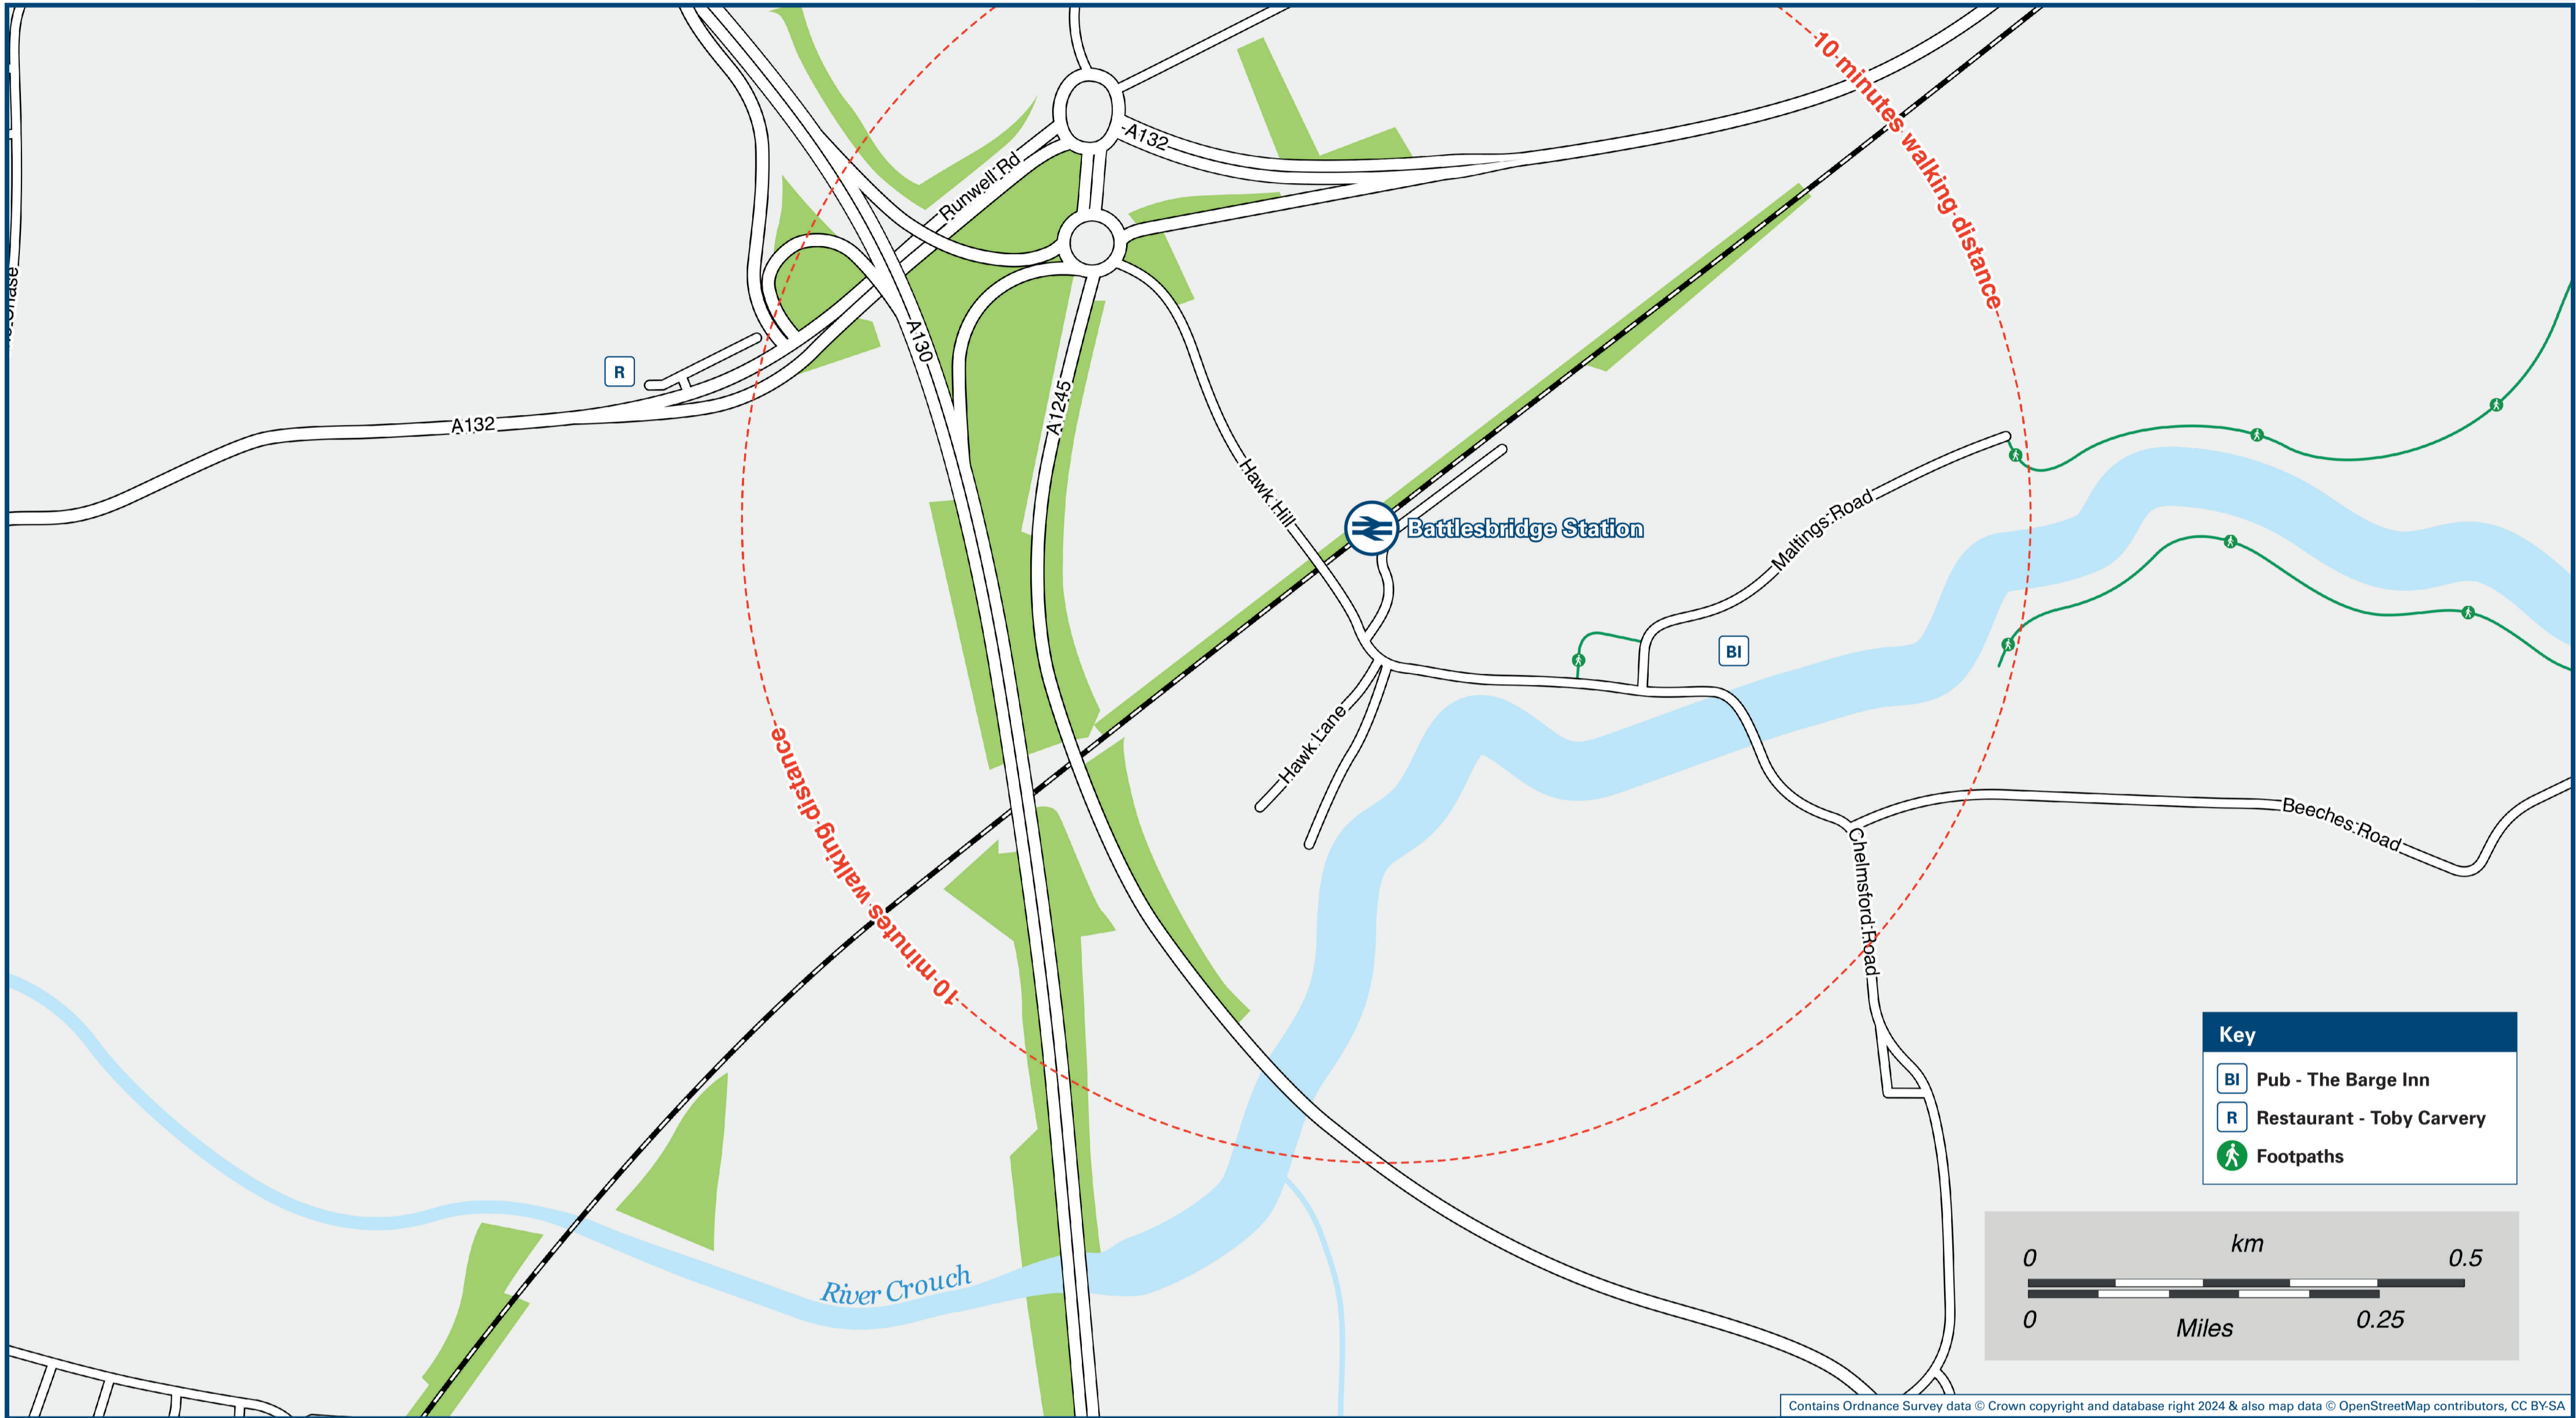 10 minutes walking distance
A132
Runwell Rd
A130
R
A132
A1245
Hawk Hill
Battlesbridge Station
Maltings Road
BI
Hawk Lane
10 minutes walking distance
Beeches Road
Chelmsford Road
River Crouch
Key
BI Pub - The Barge Inn
R Restaurant - Toby Carvery
Footpaths
km
0 0.5
0 0.25
Miles
Contains Ordnance Survey data © Crown copyright and database right 2024 & also map data © OpenStreetMap contributors, CC BY-SA